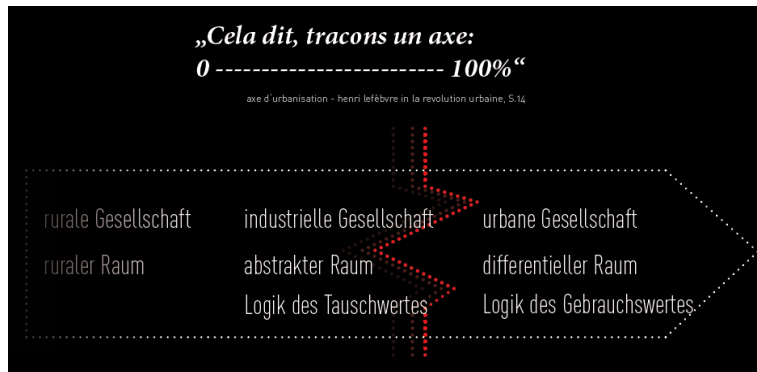 „Cela dit, tracons un axe:
0 ------------------------- 100%“
axe d'urbanisation - henri lefèbvre in la revolution urbaine, S.14
rurale Gesellschaft industrielle Gesellschaft urbane Gesellschaft
ruraler Raum abstrakter Raum differentieller Raum
Logik des Tauschwertes Logik des Gebrauchswertes